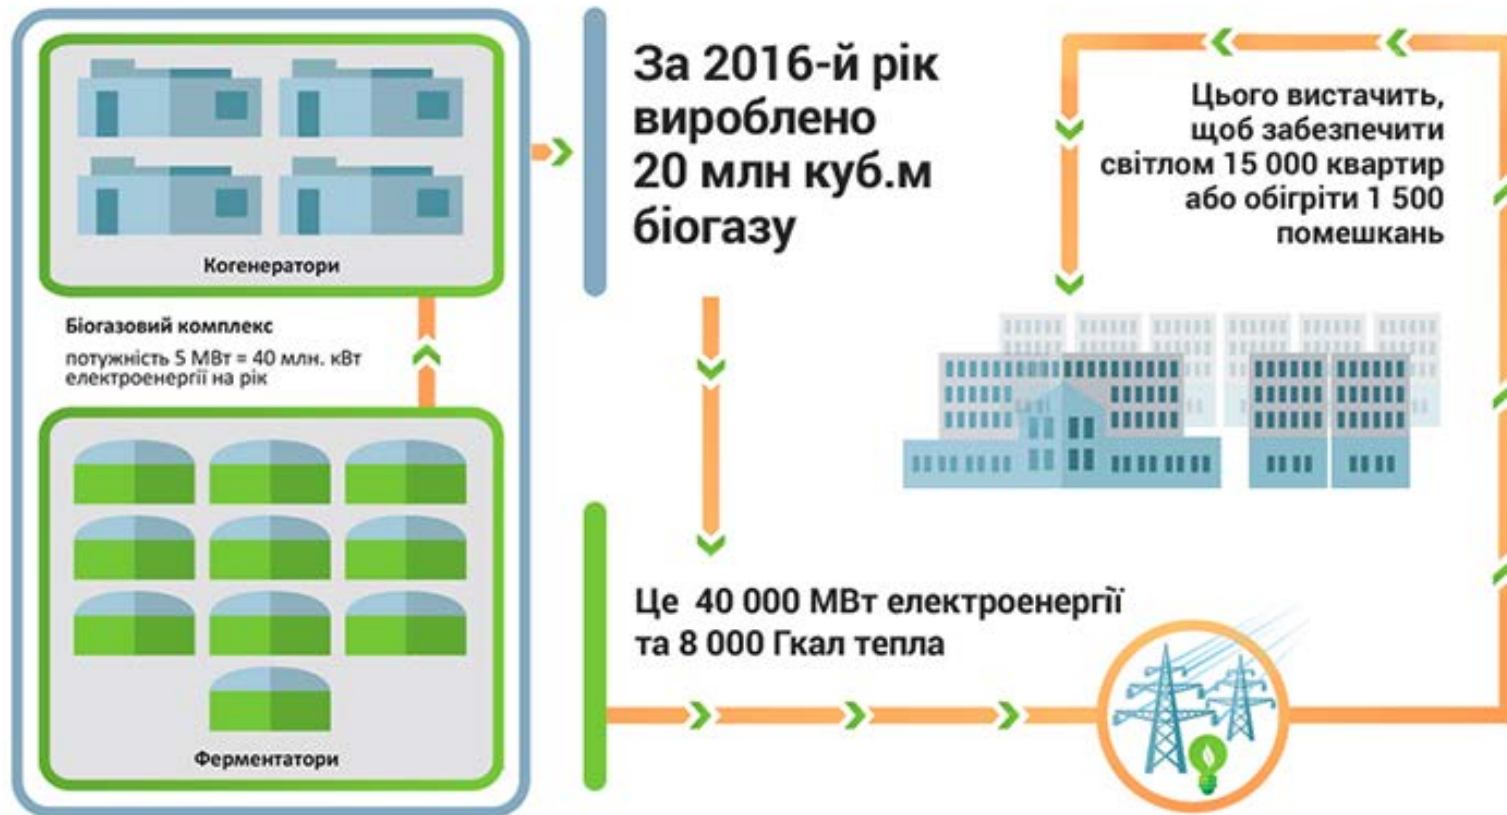 Когенератори
Біогазовий комплекс
потужність 5 МВт = 40 млн. кВт
електроенергії на рік
Ферментатори
За 2016-й рік
вироблено
20 млн куб.м
біогазу
Це 40 000 МВт електроенергії
та 8 000 Гкал тепла
Цього вистачить,
щоб забезпечити
світлом 15 000 квартир
або обігріти 1 500
помешкань